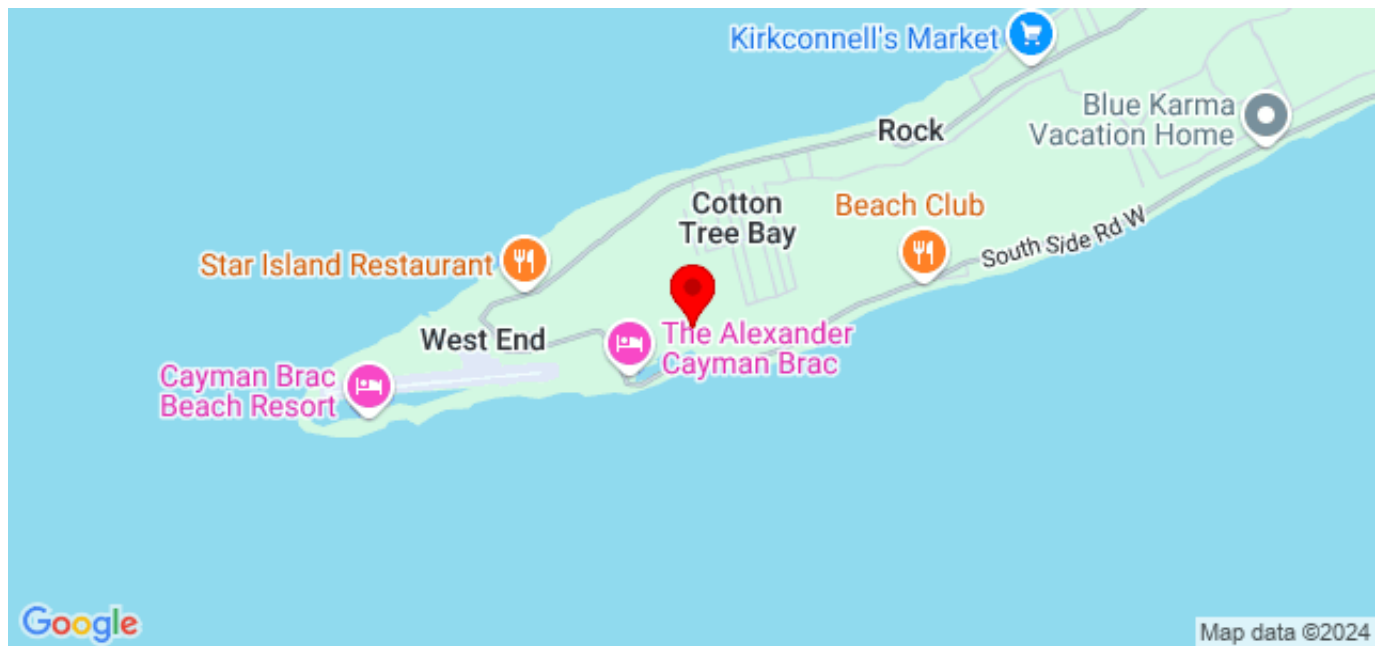 Kirkconnell's Market
Blue Karma
Vacation Home
Rock
Cotton
Tree Bay
Beach Club
South Side Rd W
Star Island Restaurant
West End
The Alexander
Cayman Brac
Cayman Brac
Beach Resort
Google
Map data ©2024